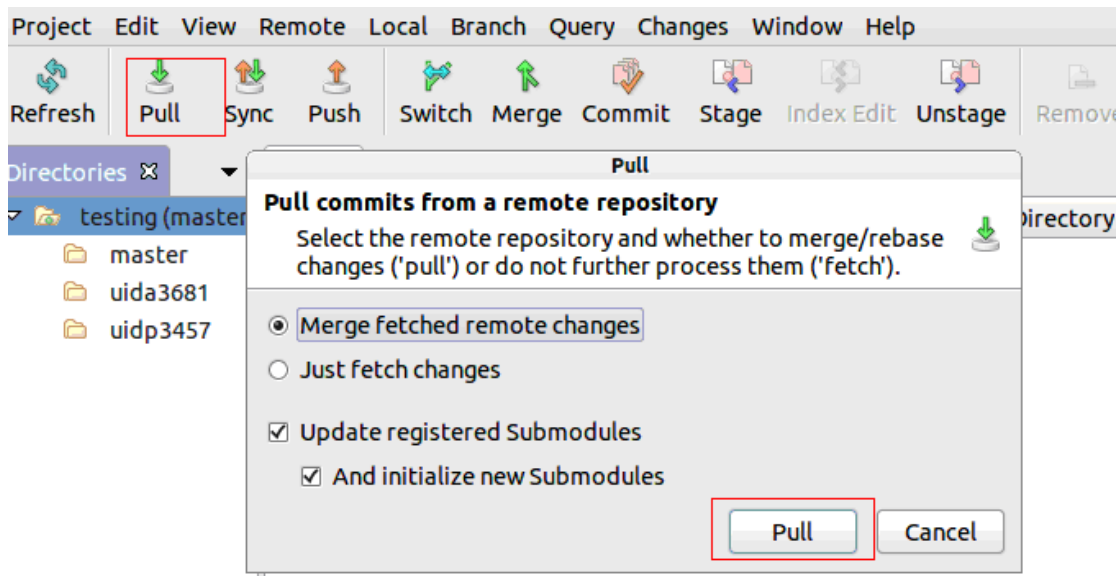 Project Edit View Remote Local Branch Query Changes Window Help
Refresh Pull Sync Push Switch Merge Commit Stage Index Edit Unstage Remove
Directories
Pull
testing (master
Pull commits from a remote repository
Directory
Select the remote repository and whether to merge/rebase
changes ('pull') or do not further process them ('fetch').
master
uida3681
uidp3457
Merge fetched remote changes
Just fetch changes
Update registered Submodules
And initialize new Submodules
Pull Cancel